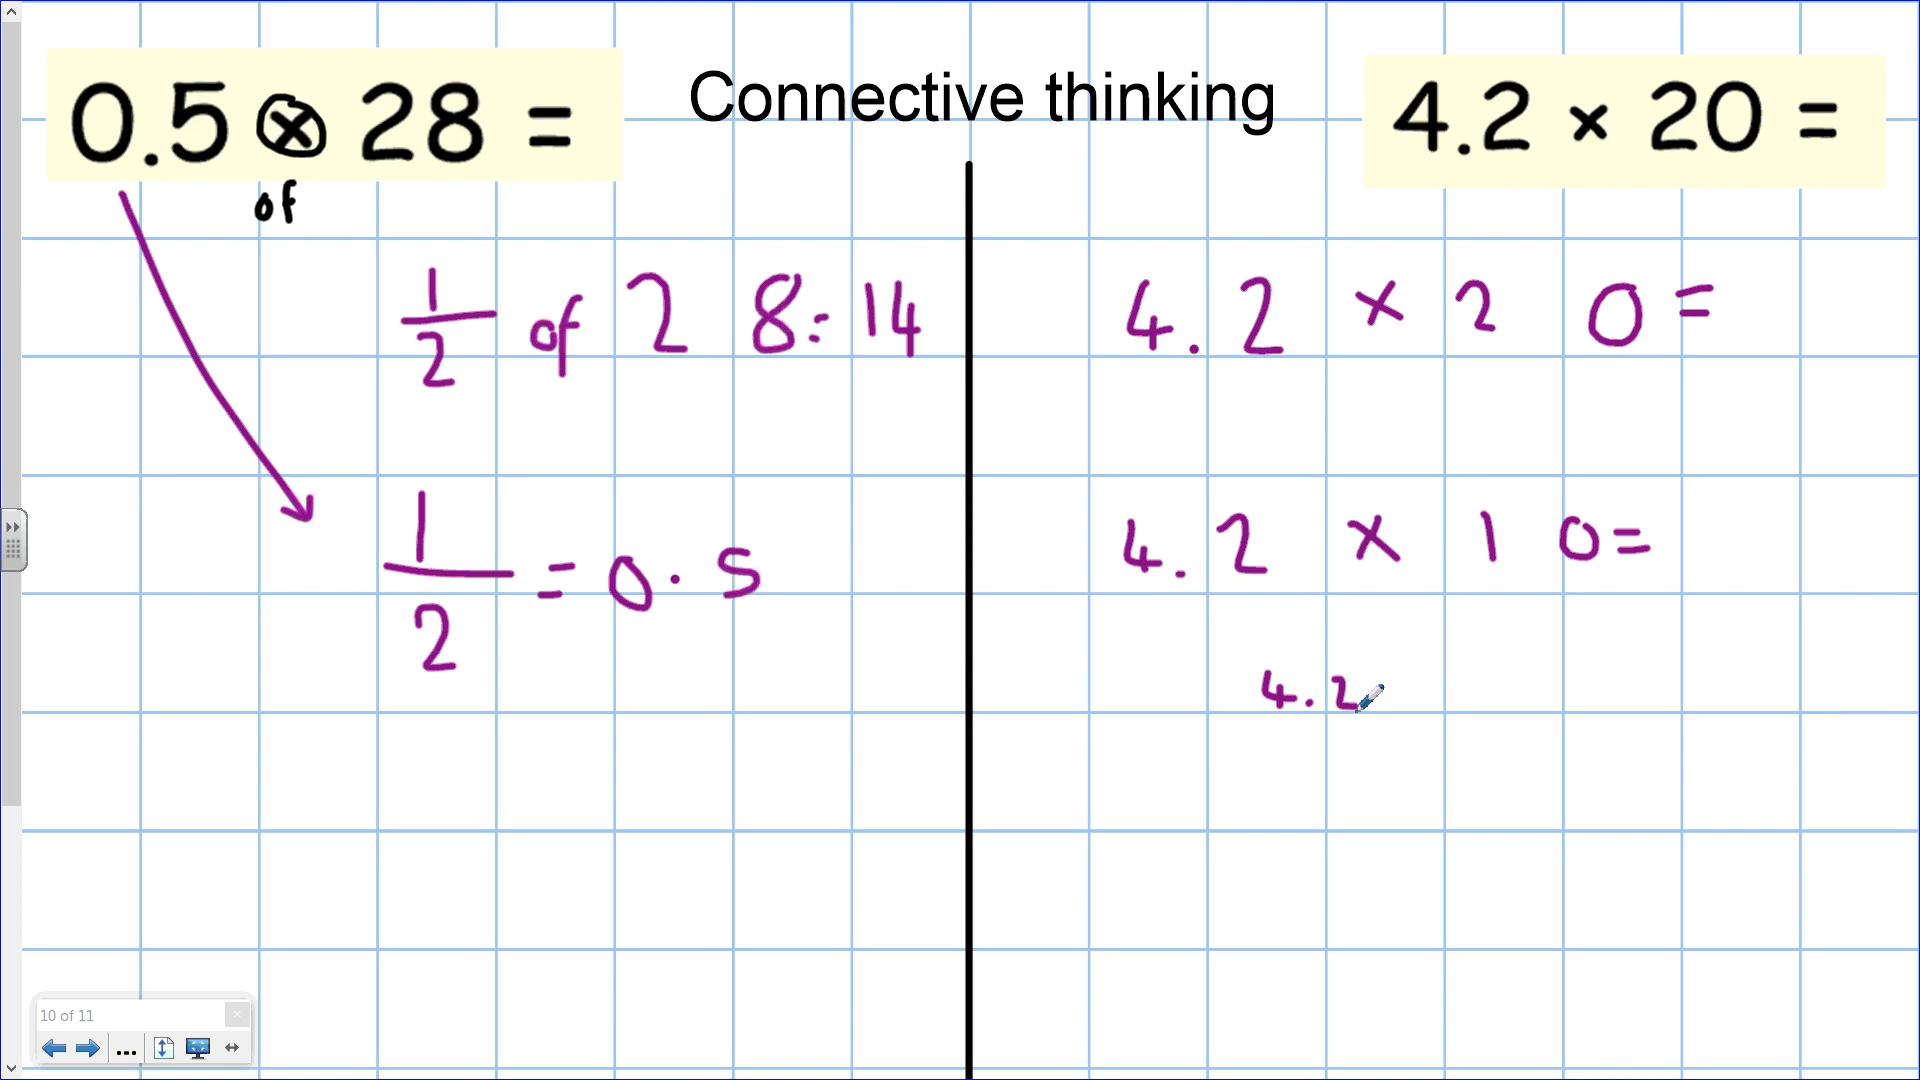 0.5 × 28 =
of
Connective thinking
4.2 × 20 =
1/2 of 28 = 14
1/2 = 0.5
4.2 × 20 =
4.2 × 10 =
4.2
10 of 11